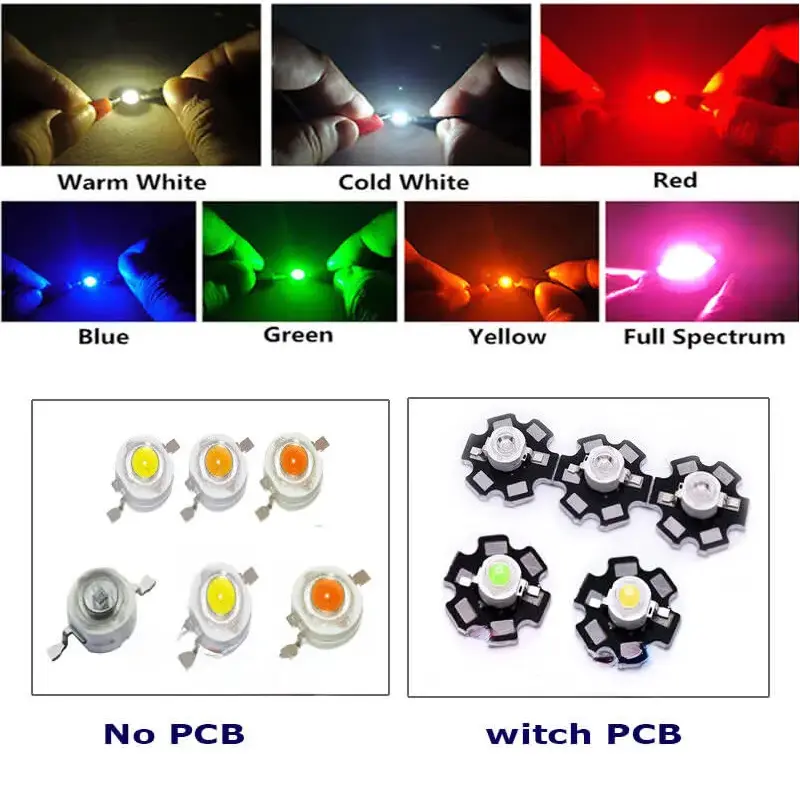 Warm White
Cold White
Red
Blue
Green
Yellow
Full Spectrum
No PCB
witch PCB